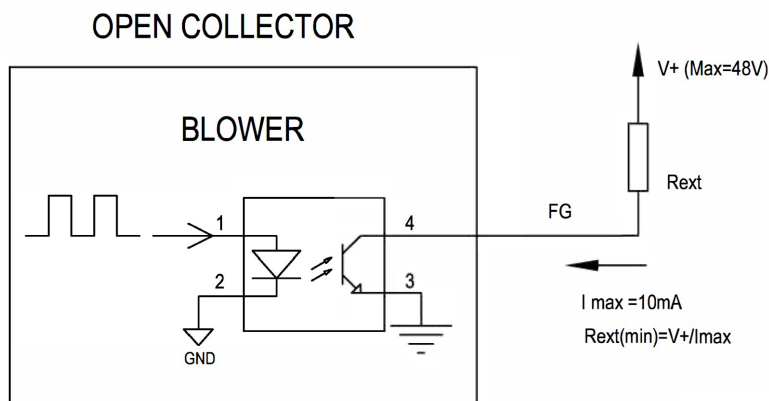 OPEN COLLECTOR
BLOWER
V+ (Max=48V)
Rext
FG
1
4
2
3
GND
I max =10mA
Rext(min)=V+/Imax